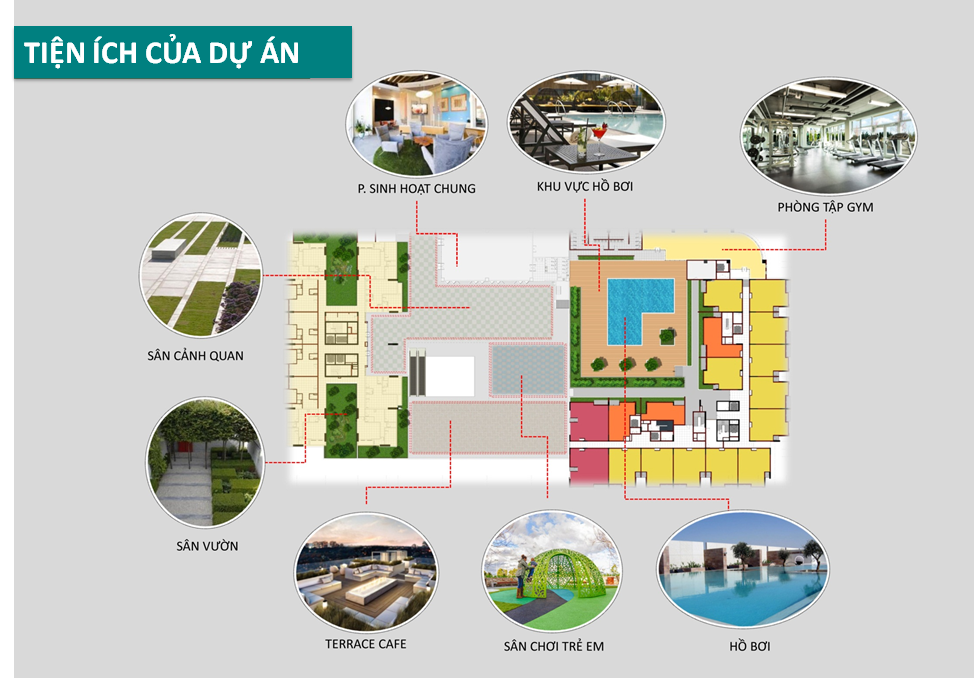 TIỆN ÍCH CỦA DỰ ÁN
P. SINH HOẠT CHUNG
KHU VỰC HỒ BƠI
PHÒNG TẬP GYM
SÂN CẢNH QUAN
SÂN VƯỜN
TERRACE CAFE
SÂN CHƠI TRẺ EM
HỒ BƠI